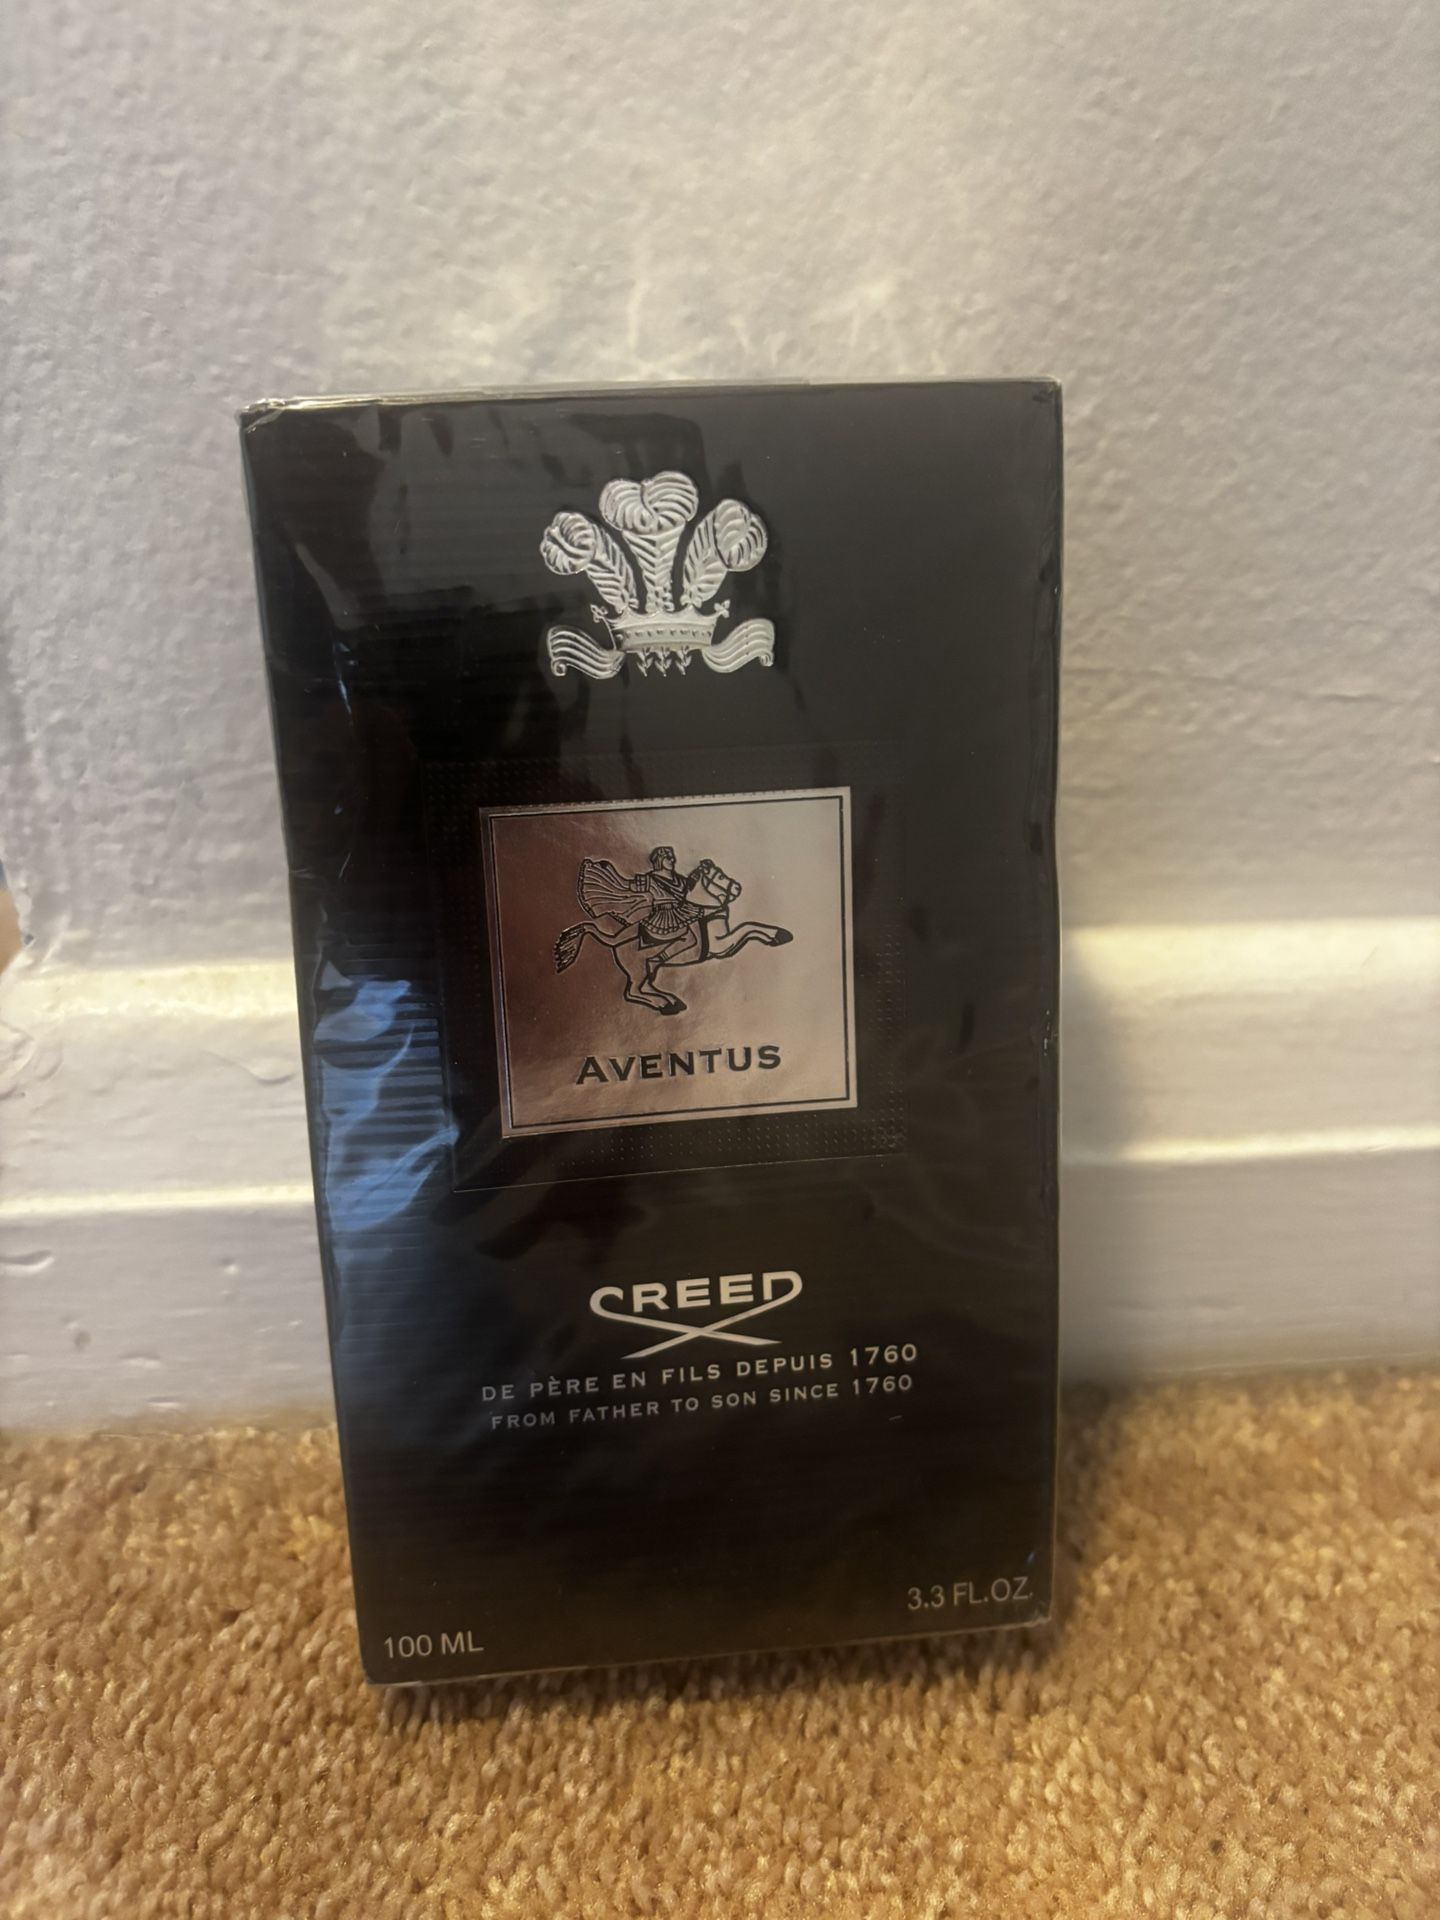 AVENTUS
CREED
DE PÈRE EN FILS DEPUIS 1760
FROM FATHER TO SON SINCE 1760
100 ML
3.3 FL.OZ.